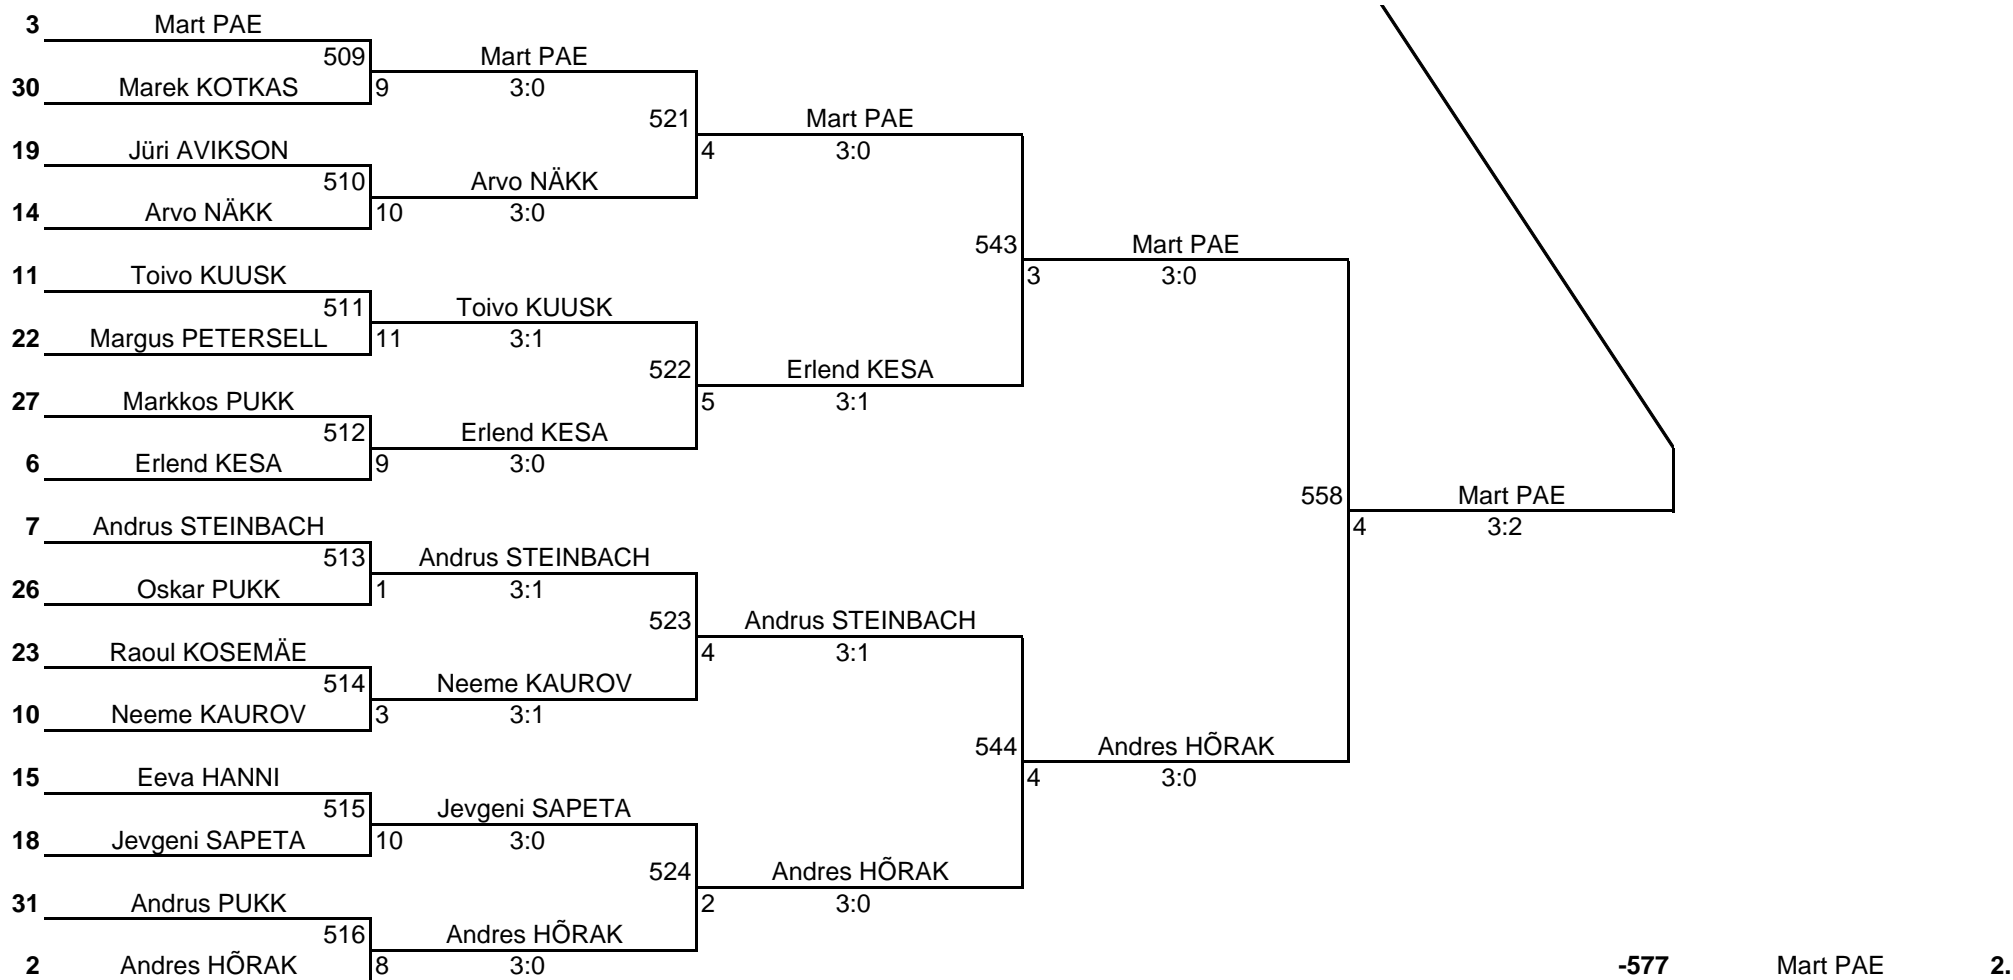 3 Mart PAE
509 Mart PAE
30 Marek KOTKAS 9 3:0
521 Mart PAE
19 Jüri AVIKSON 4 3:0
510 Arvo NÄKK
14 Arvo NÄKK 10 3:0
543 Mart PAE
11 Toivo KUUSK 3 3:0
511 Toivo KUUSK
22 Margus PETERSELL 11 3:1
522 Erlend KESA
27 Markkos PUKK 5 3:1
512 Erlend KESA
6 Erlend KESA 9 3:0
558 Mart PAE
7 Andrus STEINBACH 4 3:2
513 Andrus STEINBACH
26 Oskar PUKK 1 3:1
523 Andrus STEINBACH
23 Raoul KOSEMÄE 4 3:1
514 Neeme KAUROV
10 Neeme KAUROV 3 3:1
544 Andres HÕRAK
15 Eeva HANNI 4 3:0
515 Jevgeni SAPETA
18 Jevgeni SAPETA 10 3:0
524 Andres HÕRAK
31 Andrus PUKK 2 3:0
516 Andres HÕRAK
2 Andres HÕRAK 8 3:0 -577 Mart PAE 2.